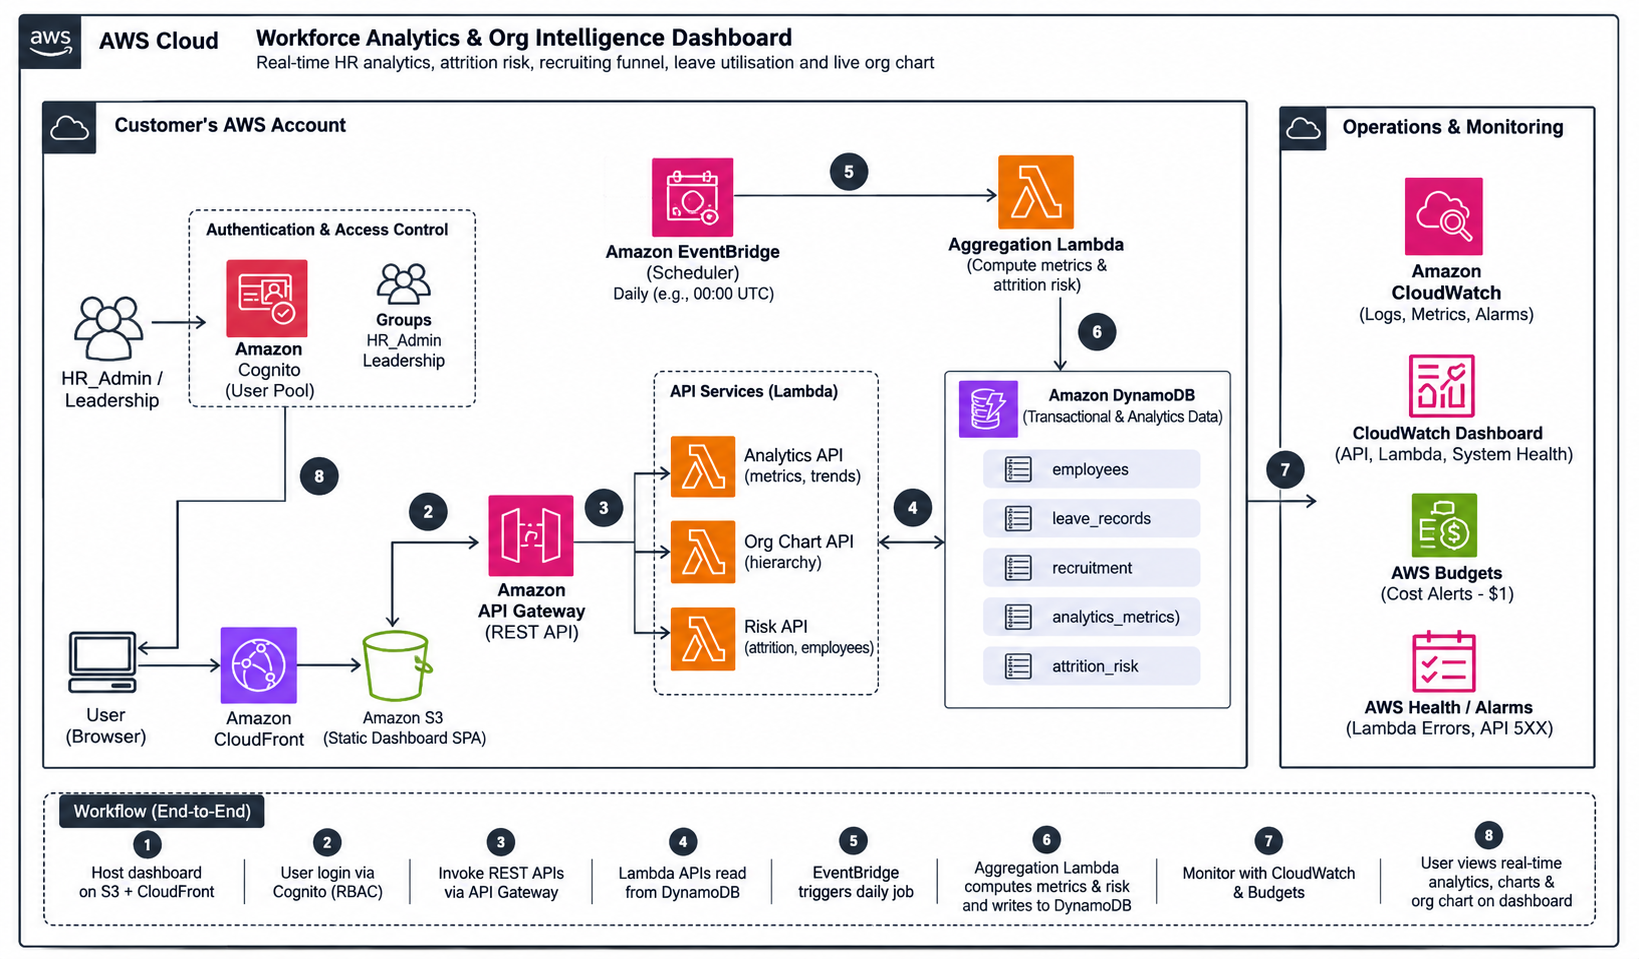 aws
AWS Cloud
Workforce Analytics & Org Intelligence Dashboard
Real-time HR analytics, attrition risk, recruiting funnel, leave utilisation and live org chart
Customer's AWS Account
Operations & Monitoring
5
Amazon EventBridge
(Scheduler)
Daily (e.g., 00:00 UTC)
Aggregation Lambda
(Compute metrics &
attrition risk)
6
Authentication & Access Control
Amazon
Cognito
(User Pool)
Groups
HR_Admin
Leadership
HR_Admin /
Leadership
8
2
Amazon
API Gateway
(REST API)
3
API Services (Lambda)
Analytics API
(metrics, trends)
Org Chart API
(hierarchy)
Risk API
(attrition, employees)
4
Amazon DynamoDB
(Transactional & Analytics Data)
employees
leave_records
recruitment
analytics_metrics)
attrition_risk
7
User
(Browser)
Amazon
CloudFront
Amazon S3
(Static Dashboard SPA)
Amazon
CloudWatch
(Logs, Metrics, Alarms)
CloudWatch Dashboard
(API, Lambda, System Health)
AWS Budgets
(Cost Alerts - $1)
AWS Health / Alarms
(Lambda Errors, API 5XX)
Workflow (End-to-End)
1
Host dashboard
on S3 + CloudFront
2
User login via
Cognito (RBAC)
3
Invoke REST APIs
via API Gateway
4
Lambda APIs read
from DynamoDB
5
EventBridge
triggers daily job
6
Aggregation Lambda
computes metrics & risk
and writes to DynamoDB
7
Monitor with CloudWatch
& Budgets
8
User views real-time
analytics, charts &
org chart on dashboard